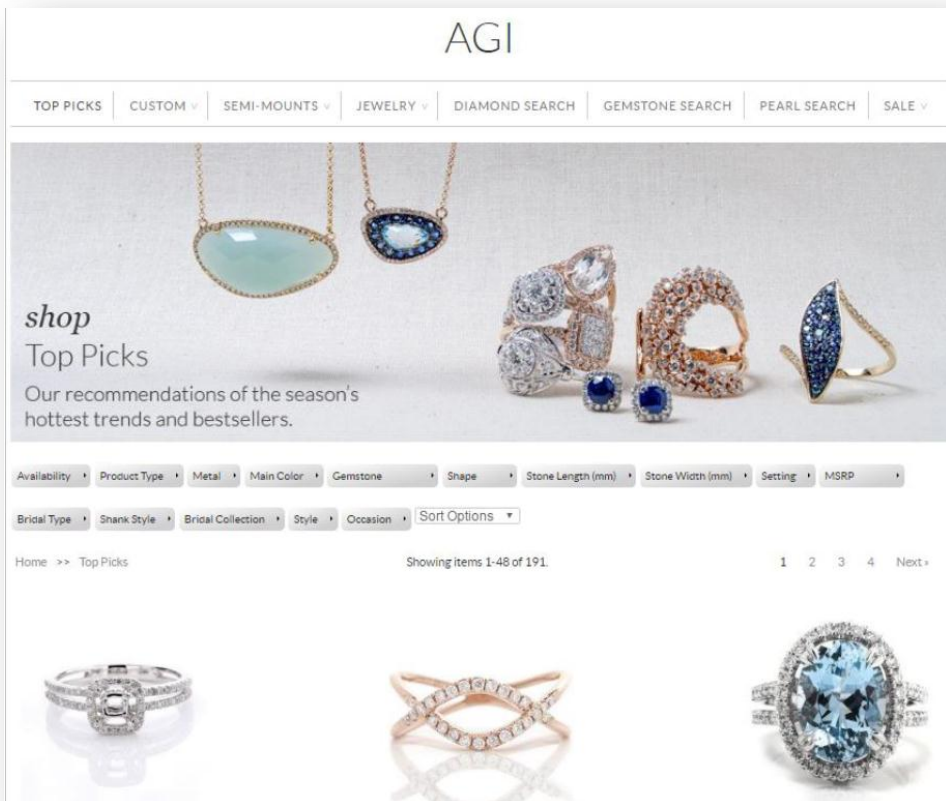 AGI
TOP PICKS CUSTOM SEMI-MOUNTS JEWELRY DIAMOND SEARCH GEMSTONE SEARCH PEARL SEARCH SALE
shop
Top Picks
Our recommendations of the season's
hottest trends and bestsellers.
Availability Product Type Metal Main Color Gemstone Shape Stone Length (mm) Stone Width (mm) Setting MSRP
Bridal Type Shank Style Bridal Collection Style Occasion Sort Options
Home >> Top Picks Showing items 1-48 of 191. 1 2 3 4 Next »